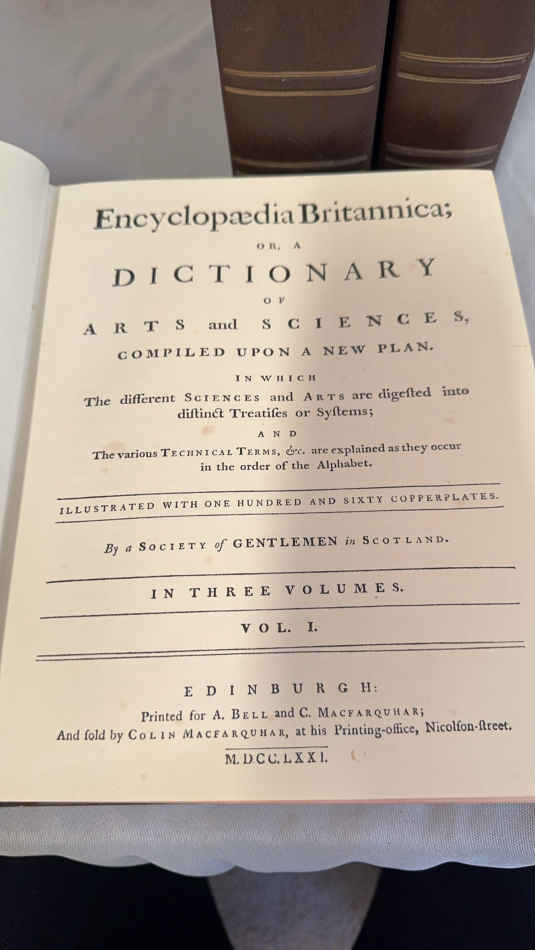 Encyclopædia Britannica;
OR, A
DICTIONARY
OF
ARTS and SCIENCES,
COMPILED UPON A NEW PLAN.
IN WHICH
The different SCIENCES and ARTS are digeſted into
diſtinct Treatiſes or Syſtems;
AND
The various TECHNICAL TERMS, &c. are explained as they occur
in the order of the Alphabet.
ILLUSTRATED WITH ONE HUNDRED AND SIXTY COPPERPLATES.
By a SOCIETY of GENTLEMEN in SCOTLAND.
IN THREE VOLUMES.
VOL. I.
EDINBURGH:
Printed for A. BELL and C. MACFARQUHAR;
And ſold by COLIN MACFARQUHAR, at his Printing-office, Nicolſon-ſtreet.
M.DCC.LXXI.